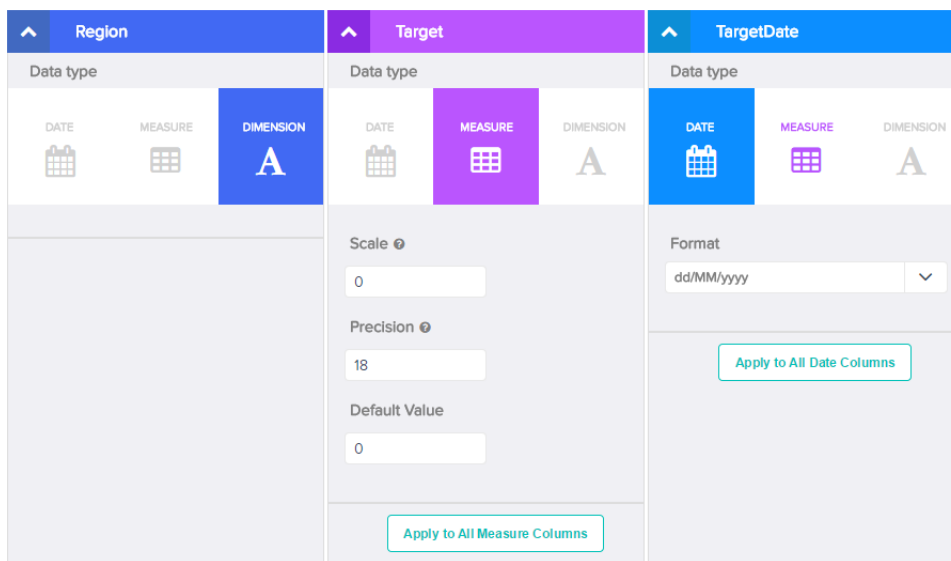 Region
Data type
DATE MEASURE DIMENSION
A
Target
Data type
DATE MEASURE DIMENSION
A
Scale
0
Precision
18
Default Value
0
Apply to All Measure Columns
TargetDate
Data type
DATE MEASURE DIMENSION
A
Format
dd/MM/yyyy
Apply to All Date Columns